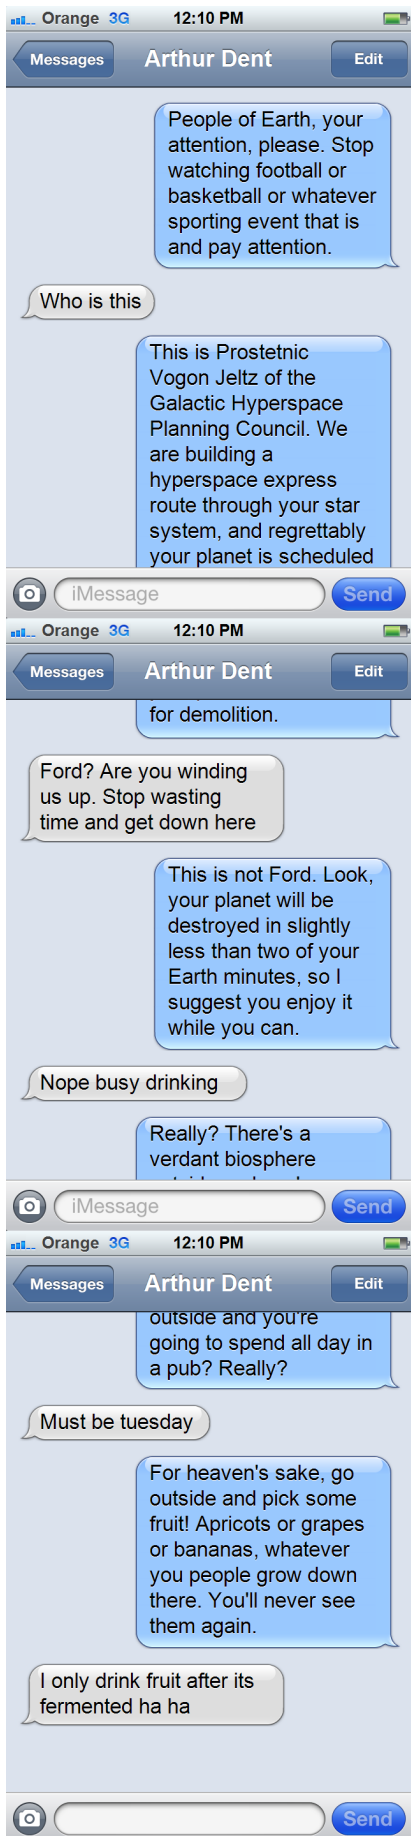 Orange 3G 12:10 PM
Messages Arthur Dent Edit
People of Earth, your
attention, please. Stop
watching football or
basketball or whatever
sporting event that is
and pay attention.
Who is this
This is Prostetnic
Vogon Jeltz of the
Galactic Hyperspace
Planning Council. We
are building a
hyperspace express
route through your star
system, and regrettably
your planet is scheduled
iMessage Send
Orange 3G 12:10 PM
Messages Arthur Dent Edit
for demolition.
Ford? Are you winding
us up. Stop wasting
time and get down here
This is not Ford. Look,
your planet will be
destroyed in slightly
less than two of your
Earth minutes, so I
suggest you enjoy it
while you can.
Nope busy drinking
Really? There's a
verdant biosphere
iMessage Send
Orange 3G 12:10 PM
Messages Arthur Dent Edit
outside and you're
going to spend all day in
a pub? Really?
Must be tuesday
For heaven's sake, go
outside and pick some
fruit! Apricots or grapes
or bananas, whatever
you people grow down
there. You'll never see
them again.
I only drink fruit after its
fermented ha ha
Send